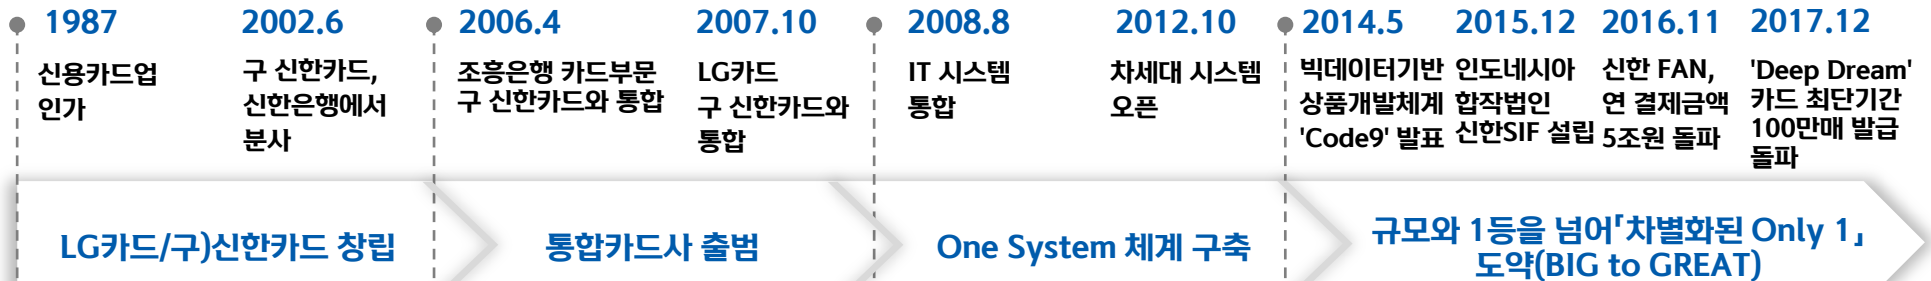 1987
신용카드업
인가
2002.6
구 신한카드,
신한은행에서
분사
2006.4
조흥은행 카드부문
구 신한카드와 통합
2007.10
LG카드
구 신한카드와
통합
2008.8
IT 시스템
통합
2012.10
차세대 시스템
오픈
2014.5
빅데이터기반
상품개발체계
'Code9' 발표
2015.12
인도네시아
합작법인
신한SIF 설립
2016.11
신한 FAN,
연 결제금액
5조원 돌파
2017.12
'Deep Dream'
카드 최단기간
100만매 발급
돌파
LG카드/구)신한카드 창립
통합카드사 출범
One System 체계 구축
규모와 1등을 넘어「차별화된 Only 1」
도약(BIG to GREAT)